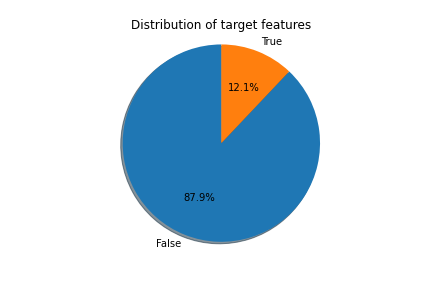 Distribution of target features
True
12.1%
87.9%
False